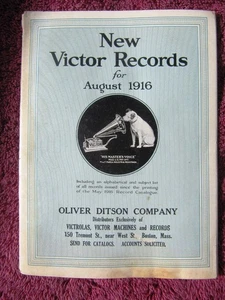 New
Victor Records
for
August 1916
"HIS MASTER'S VOICE"
Including an alphabetical and subject list
of all records issued since the printing
of the May 1916 Record Catalogue
OLIVER DITSON COMPANY
Distributors Exclusively of
VICTROLAS, VICTOR MACHINES and RECORDS
150 Tremont St., near West St. Boston, Mass.
SEND FOR CATALOGS. ACCOUNTS SOLICITED.